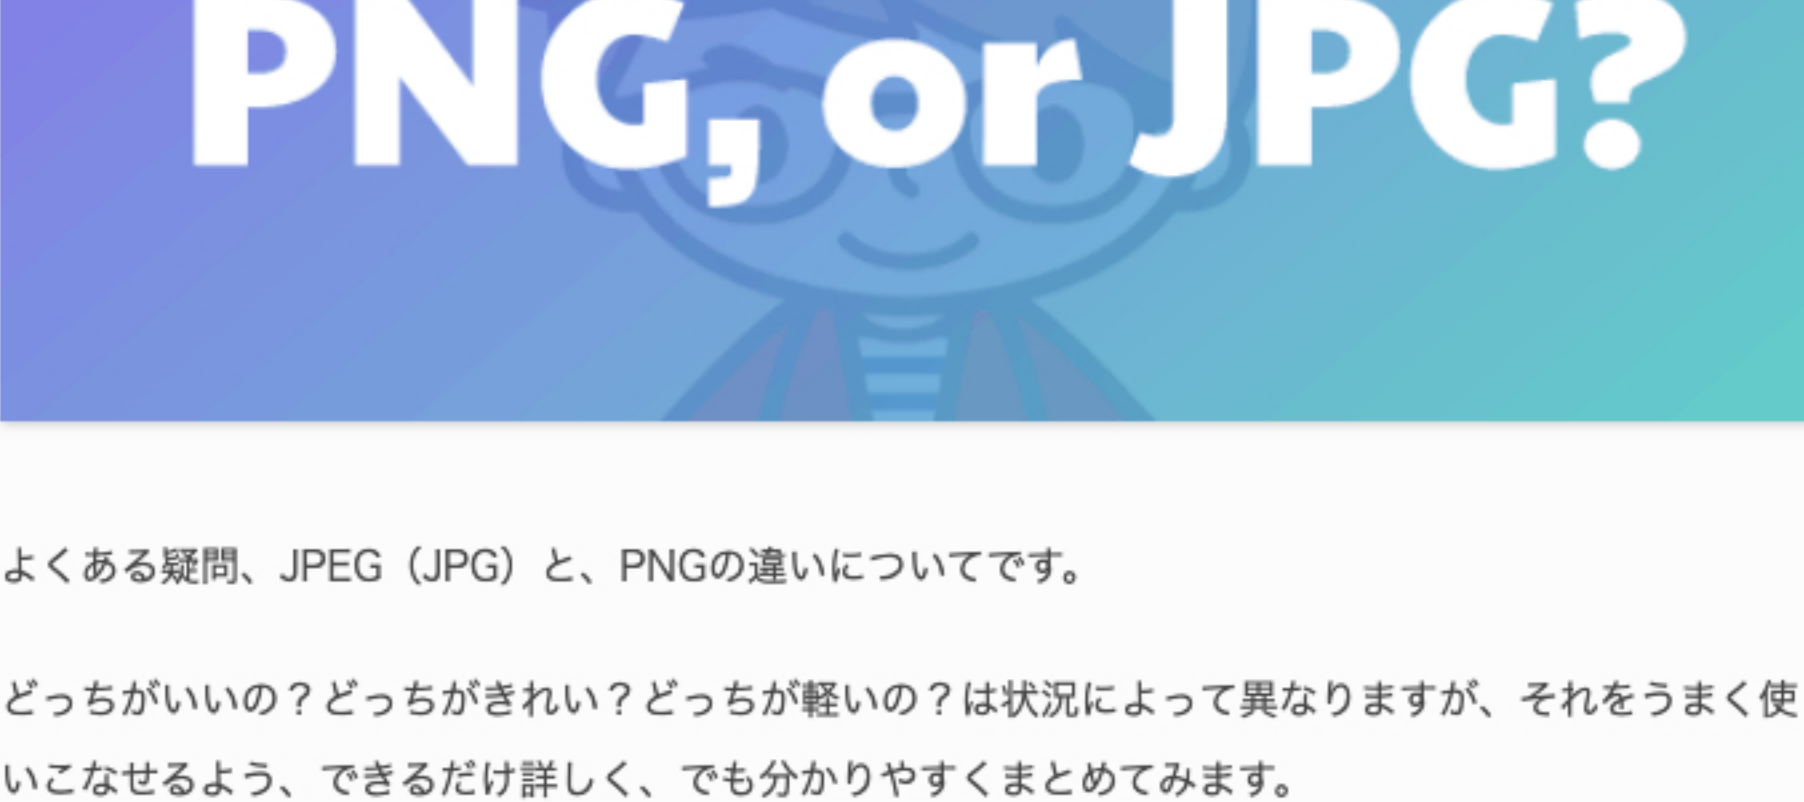 PNG, or JPG?
よくある疑問、JPEG（JPG）と、PNGの違いについてです。
どっちがいいの？どっちがきれい？どっちが軽いの？は状況によって異なりますが、それをうまく使
いこなせるよう、できるだけ詳しく、でも分かりやすくまとめてみます。